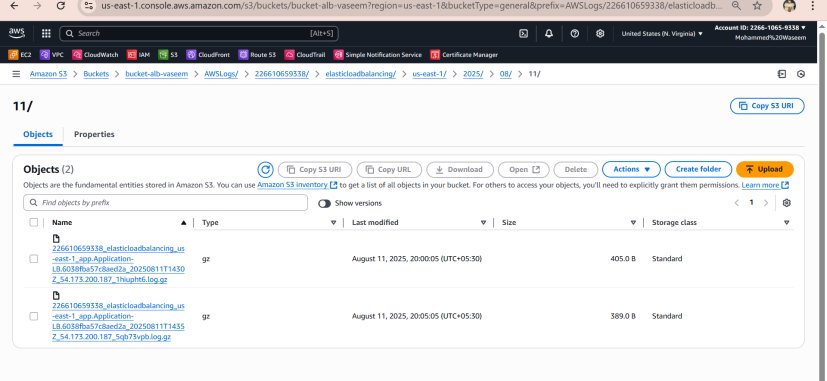 us-east-1.console.aws.amazon.com/s3/buckets/bucket-alb-vaseem?region=us-east-1&bucketType=general&prefix=AWSLogs/226610659338/elasticloadb...
aws Search [Alt+S] United States (N. Virginia) Account ID: 2266-1065-9338
Mohammed%20Waseem
EC2 VPC CloudWatch IAM S3 CloudFront Route 53 CloudTrail Simple Notification Service Certificate Manager
Amazon S3 > Buckets > bucket-alb-vaseem > AWSLogs/ > 226610659338/ > elasticloadbalancing/ > us-east-1/ > 2025/ > 08/ > 11/
11/
Copy S3 URI
Objects Properties
Objects (2) Copy S3 URI Copy URL Download Open Delete Actions Create folder Upload
Objects are the fundamental entities stored in Amazon S3. You can use Amazon S3 inventory to get a list of all objects in your bucket. For others to access your objects, you'll need to explicitly grant them permissions. Learn more
Find objects by prefix Show versions < 1 >
Name Type Last modified Size Storage class
226610659338_elasticloadbalancing_us
-east-1_app.Application-
LB.6038fba57c8aed2a_20250811T1430
Z_54.173.200.187_1hiupht6.log.gz
gz August 11, 2025, 20:00:05 (UTC+05:30) 405.0 B Standard
226610659338_elasticloadbalancing_us
-east-1_app.Application-
LB.6038fba57c8aed2a_20250811T1435
Z_54.173.200.187_5qb73vpb.log.gz
gz August 11, 2025, 20:05:05 (UTC+05:30) 389.0 B Standard